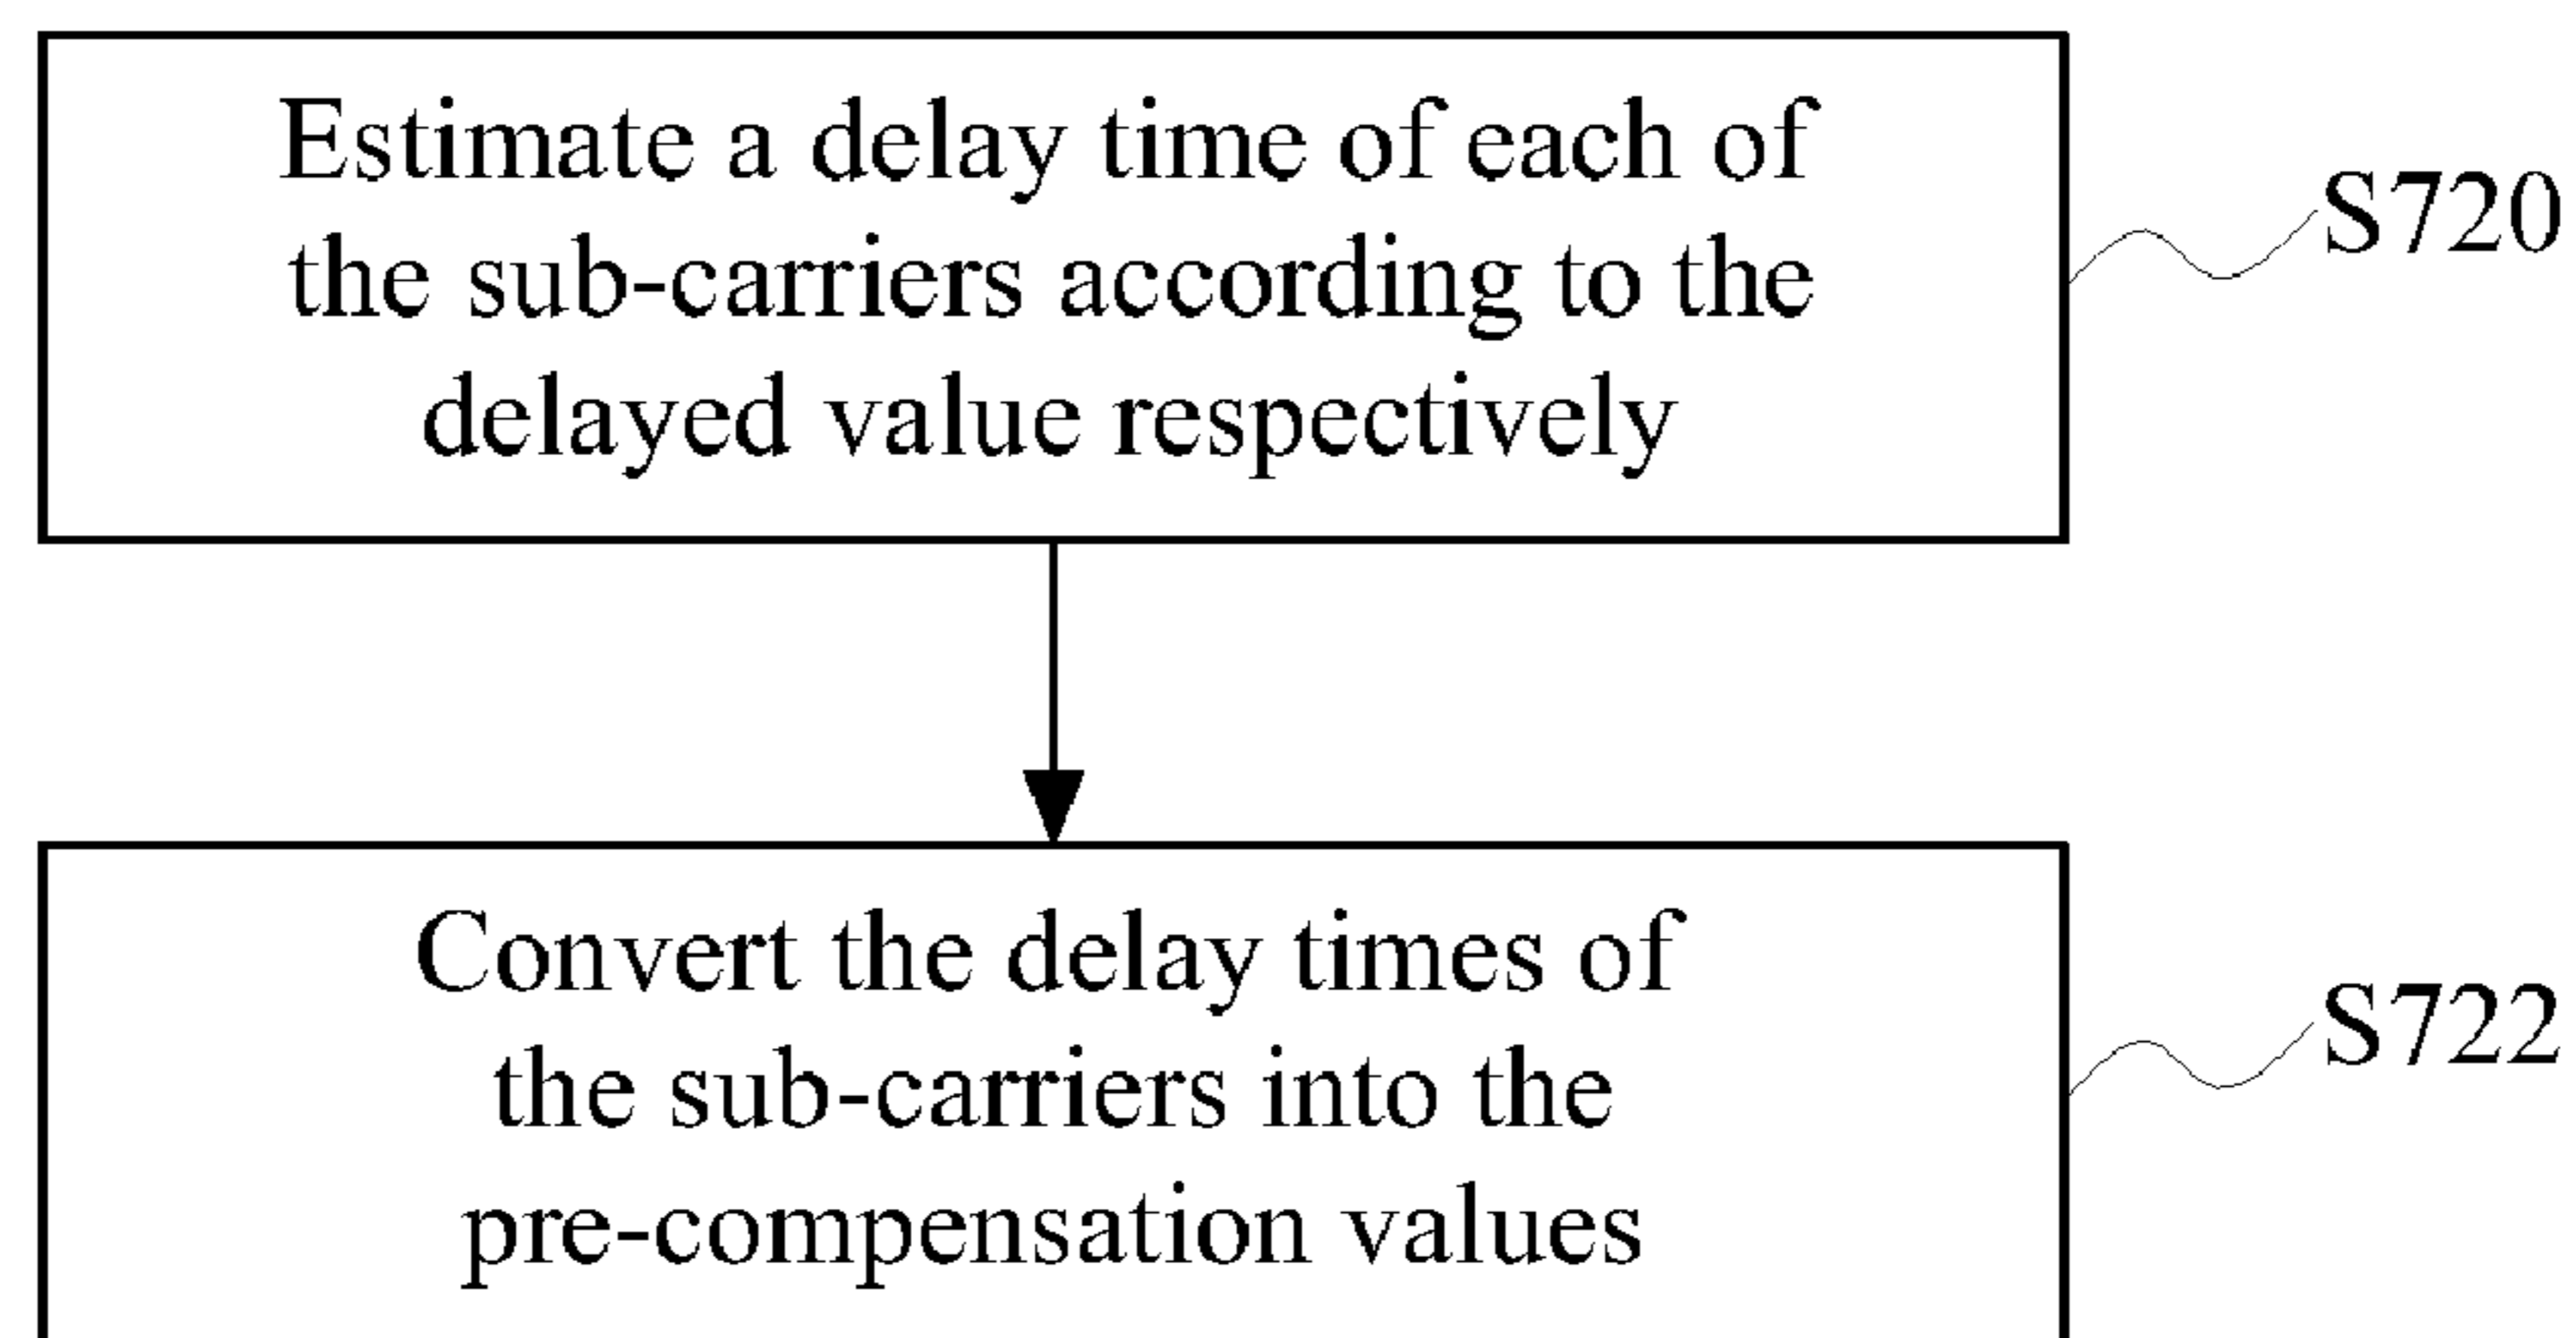 Estimate a delay time of each of
the sub-carriers according to the
delayed value respectively
S720
Convert the delay times of
the sub-carriers into the
pre-compensation values
S722